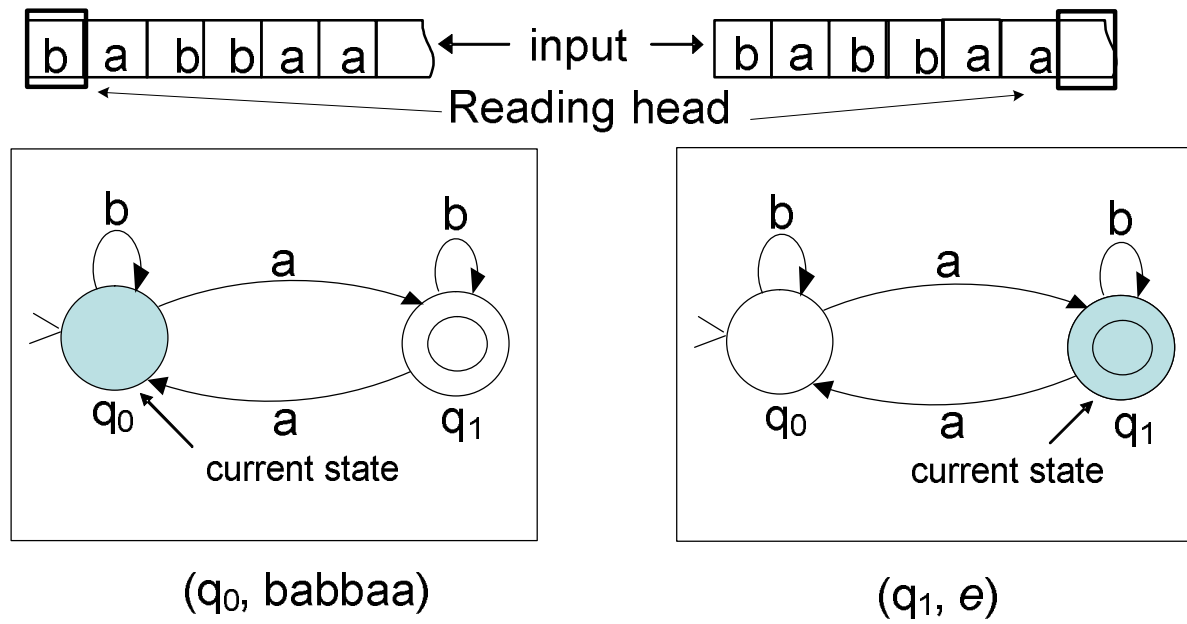 b a b b a a input b a b b a a
Reading head
b b b b
a a
q₀ a q₁ q₀ a q₁
current state current state
(q₀, babbaa) (q₁, e)